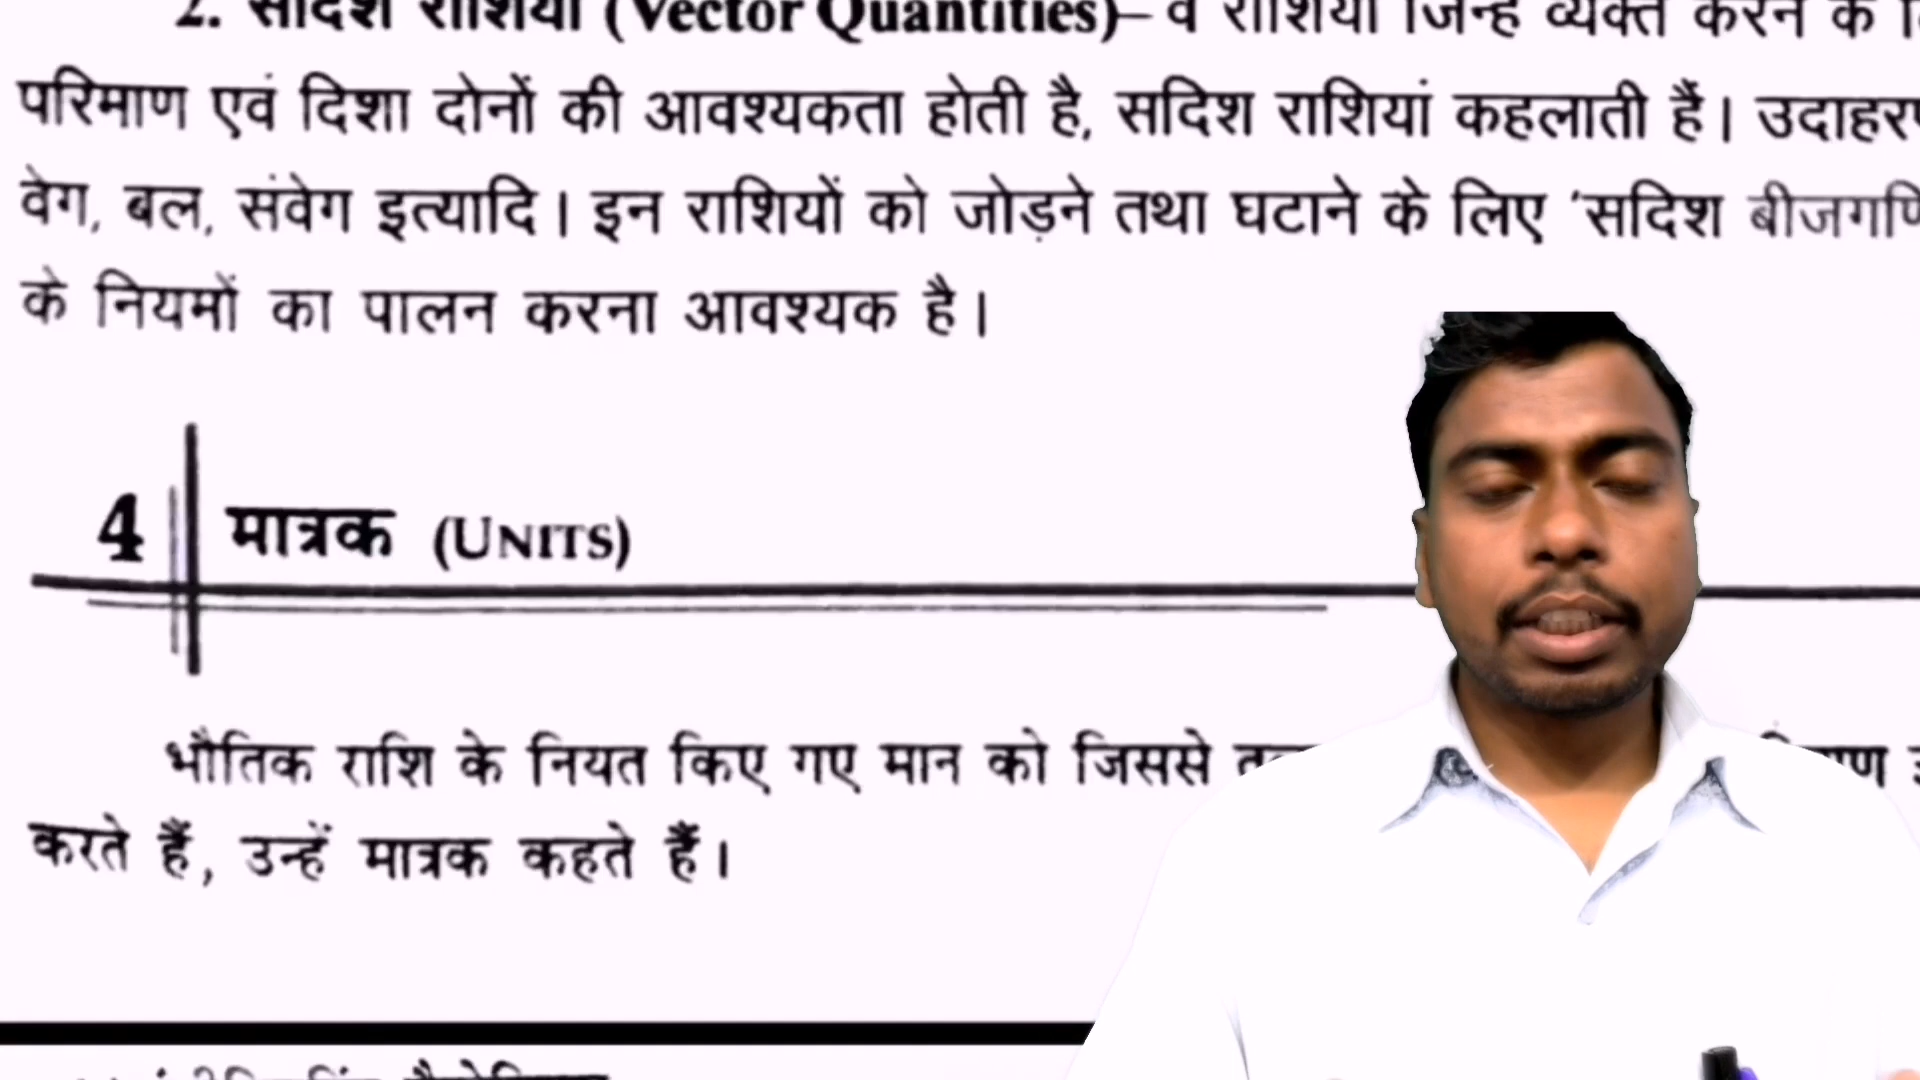 2. सदिश राशियां (Vector Quantities)– वे राशियां जिन्हें व्यक्त करने के
परिमाण एवं दिशा दोनों की आवश्यकता होती है, सदिश राशियां कहलाती हैं। उदाहरण
वेग, बल, संवेग इत्यादि। इन राशियों को जोड़ने तथा घटाने के लिए 'सदिश
के नियमों का पालन करना आवश्यक है।
4 मात्रक (UNITS)
भौतिक राशि के नियत किए गए मान को जिससे
करते हैं, उन्हें मात्रक कहते हैं।